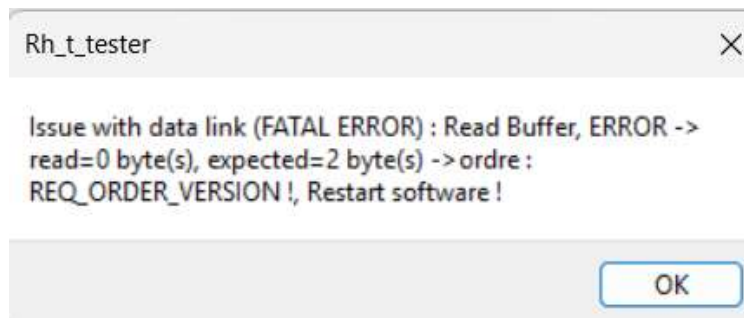 Rh_t_tester
Issue with data link (FATAL ERROR) : Read Buffer, ERROR ->
read=0 byte(s), expected=2 byte(s) ->ordre :
REQ_ORDER_VERSION !, Restart software !
OK